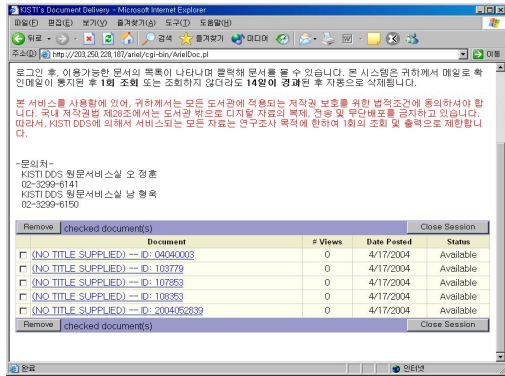 KISTI's Document Delivery - Microsoft Internet Explorer
파일(F) 편집(E) 보기(V) 즐겨찾기(A) 도구(T) 도움말(H)
뒤로 검색 즐겨찾기 미디어
주소(D) http://203.250.228.187/ariel/cgi-bin/ArielDoc.pl 이동
로그인 후, 이용가능한 문서의 목록이 나타나며 클릭해 문서를 볼 수 있습니다. 본 시스템은 귀하께서 메일로 확
인메일이 통지된 후 1회 조회 또는 조회하지 않더라도 14일이 경과된 후 자동으로 삭제됩니다.
본 서비스를 사용함에 있어, 귀하께서는 모든 도서관에 적용되는 저작권 보호를 위한 법적조건에 동의하셔야 합
니다. 국내 저작권법 제28조에서는 도서관 밖으로 디지털 자료의 복제, 전송 및 무단배포를 금지하고 있습니다.
따라서, KISTI DDS에 의해서 서비스되는 모든 자료는 연구조사 목적에 한하여 1회의 조회 및 출력으로 제한합니
다.
-문의처-
KISTI DDS 원문서비스실 오 정훈
02-3299-6141
KISTI DDS 원문서비스실 남 형욱
02-3299-6150
Remove checked document(s) Close Session
Document # Views Date Posted Status
(NO TITLE SUPPLIED) -- ID: 04040003 0 4/17/2004 Available
(NO TITLE SUPPLIED) -- ID: 103779 0 4/17/2004 Available
(NO TITLE SUPPLIED) -- ID: 107853 0 4/17/2004 Available
(NO TITLE SUPPLIED) -- ID: 108353 0 4/17/2004 Available
(NO TITLE SUPPLIED) -- ID: 2004052839 0 4/17/2004 Available
Remove checked document(s) Close Session
완료 인터넷